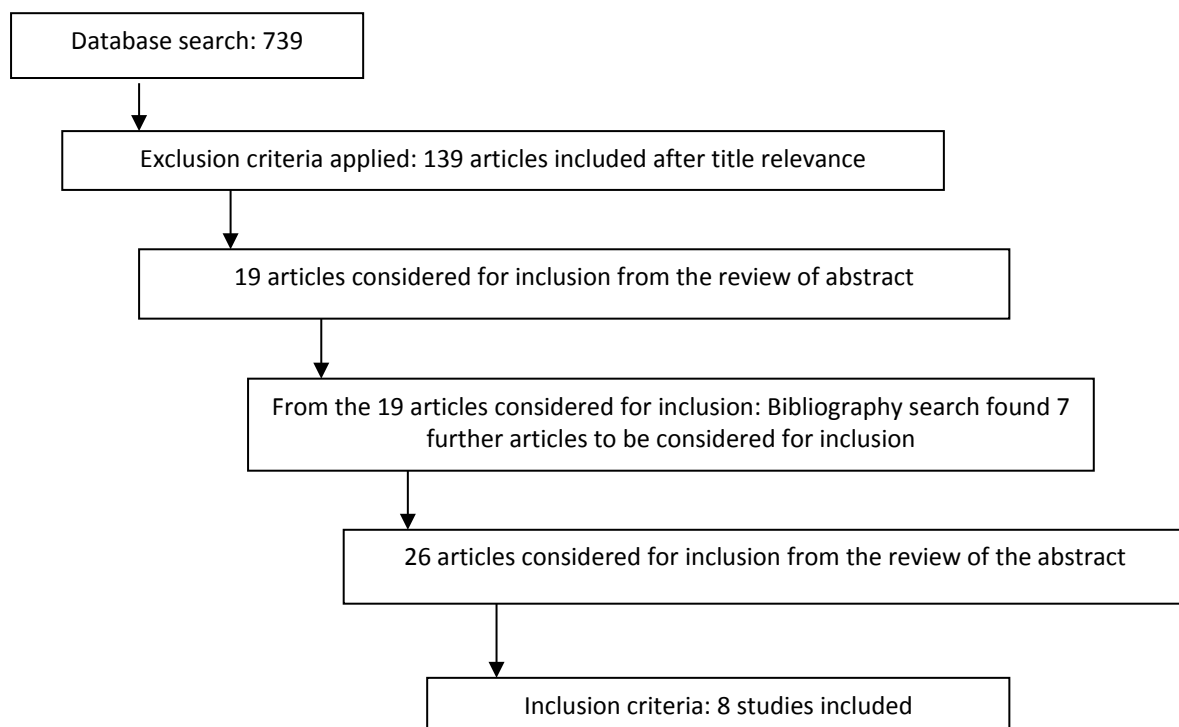 Database search: 739
Exclusion criteria applied: 139 articles included after title relevance
19 articles considered for inclusion from the review of abstract
From the 19 articles considered for inclusion: Bibliography search found 7
further articles to be considered for inclusion
26 articles considered for inclusion from the review of the abstract
Inclusion criteria: 8 studies included